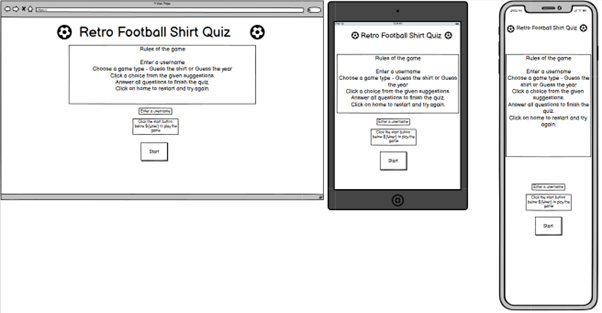 Retro Football Shirt Quiz
Rules of the game
Enter a username
Choose a game type - Guess the shirt or Guess the year
Click a choice from the given suggestions.
Answer all questions to finish the quiz.
Click on home to restart and try again.
Enter a username
Click the start button
below ${user} to play the
game
Start
Retro Football Shirt Quiz
Rules of the game
Enter a username
Choose a game type - Guess the shirt or Guess
the year
Click a choice from the given suggestions.
Answer all questions to finish the quiz.
Click on home to restart and try again.
Enter a username
Click the start button
below ${user} to play the
game
Start
Retro Football Shirt Quiz
Rules of the game
Enter a username
Choose a game type - Guess the
shirt or Guess the year
Click a choice from the given
suggestions.
Answer all questions to finish the
quiz.
Click on home to restart and try
again.
Enter a username
Click the start button
below ${user} to play the
game
Start